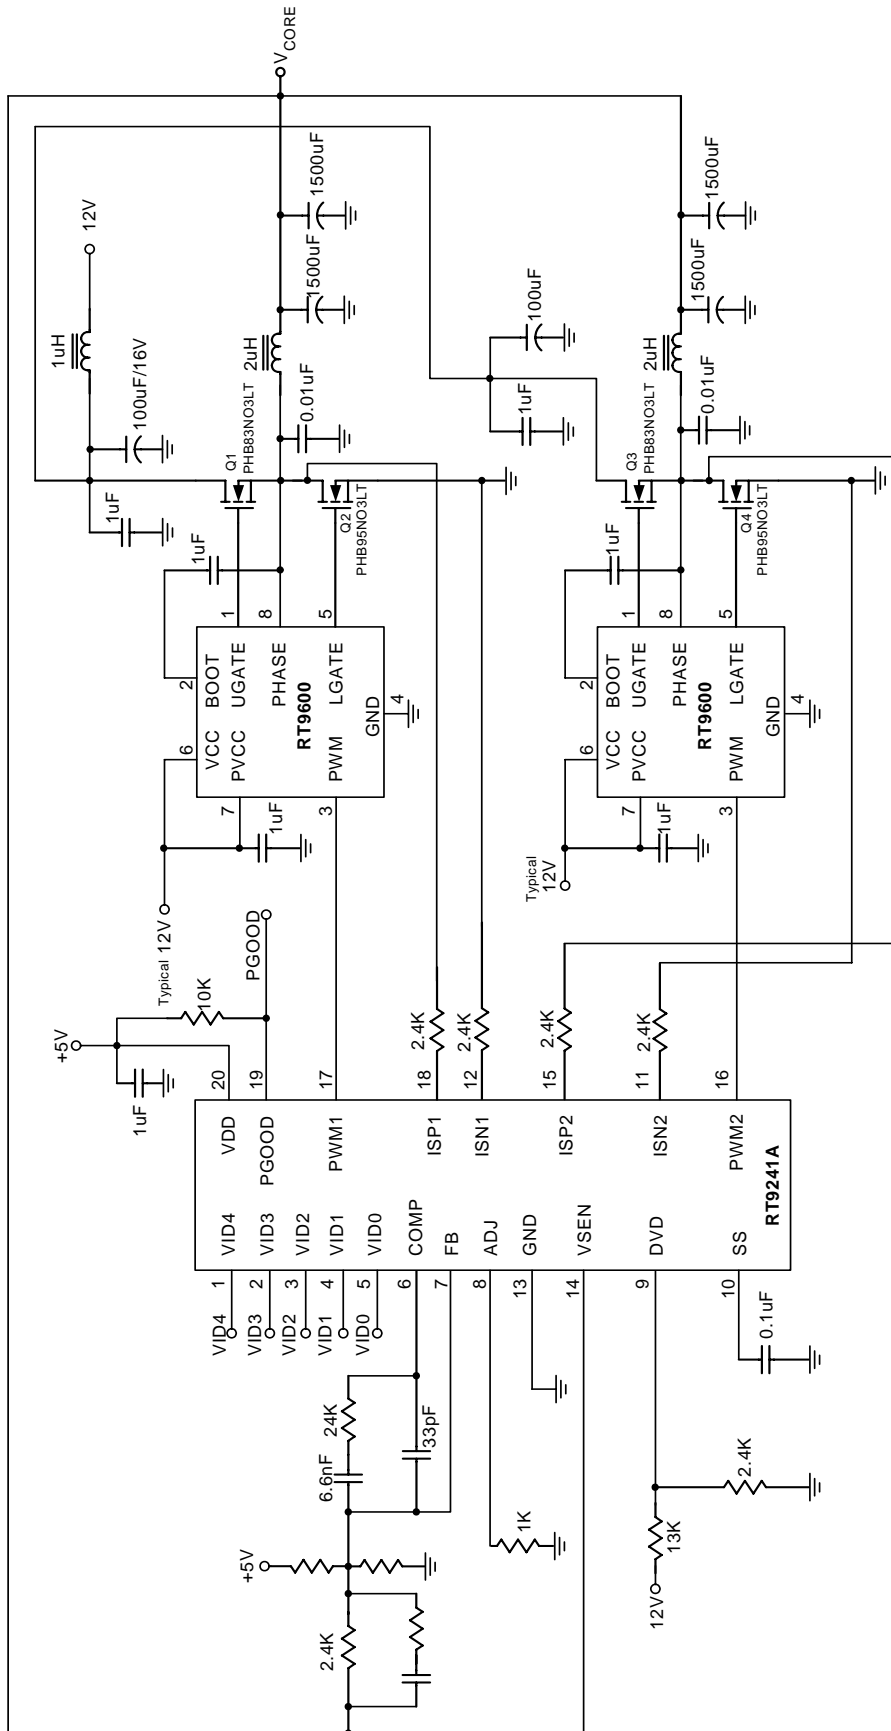 VCORE
12V
1uH
100uF/16V
1uF
1500uF
1500uF
2uH
0.01uF
Q1
PHB83NO3LT
Q2
PHB95NO3LT
100uF
1uF
1500uF
1500uF
2uH
0.01uF
Q3
PHB83NO3LT
Q4
PHB95NO3LT
1uF
1
8
5
2
BOOT
UGATE
PHASE
LGATE
RT9600
VCC
PVCC
PWM
GND
4
6
7
3
1uF
Typical 12V
1uF
1
8
5
2
BOOT
UGATE
PHASE
LGATE
RT9600
VCC
PVCC
PWM
GND
4
6
7
3
1uF
Typical
12V
PGOOD
10K
+5V
1uF
2.4K
2.4K
2.4K
2.4K
20
19
17
18
12
15
11
16
VDD
PGOOD
PWM1
ISP1
ISN1
ISP2
ISN2
PWM2
RT9241A
VID4
VID3
VID2
VID1
VID0
COMP
FB
ADJ
GND
VSEN
DVD
SS
1
2
3
4
5
6
7
8
13
14
9
10
VID4
VID3
VID2
VID1
VID0
0.1uF
24K
33pF
6.6nF
1K
2.4K
13K
12V
+5V
2.4K